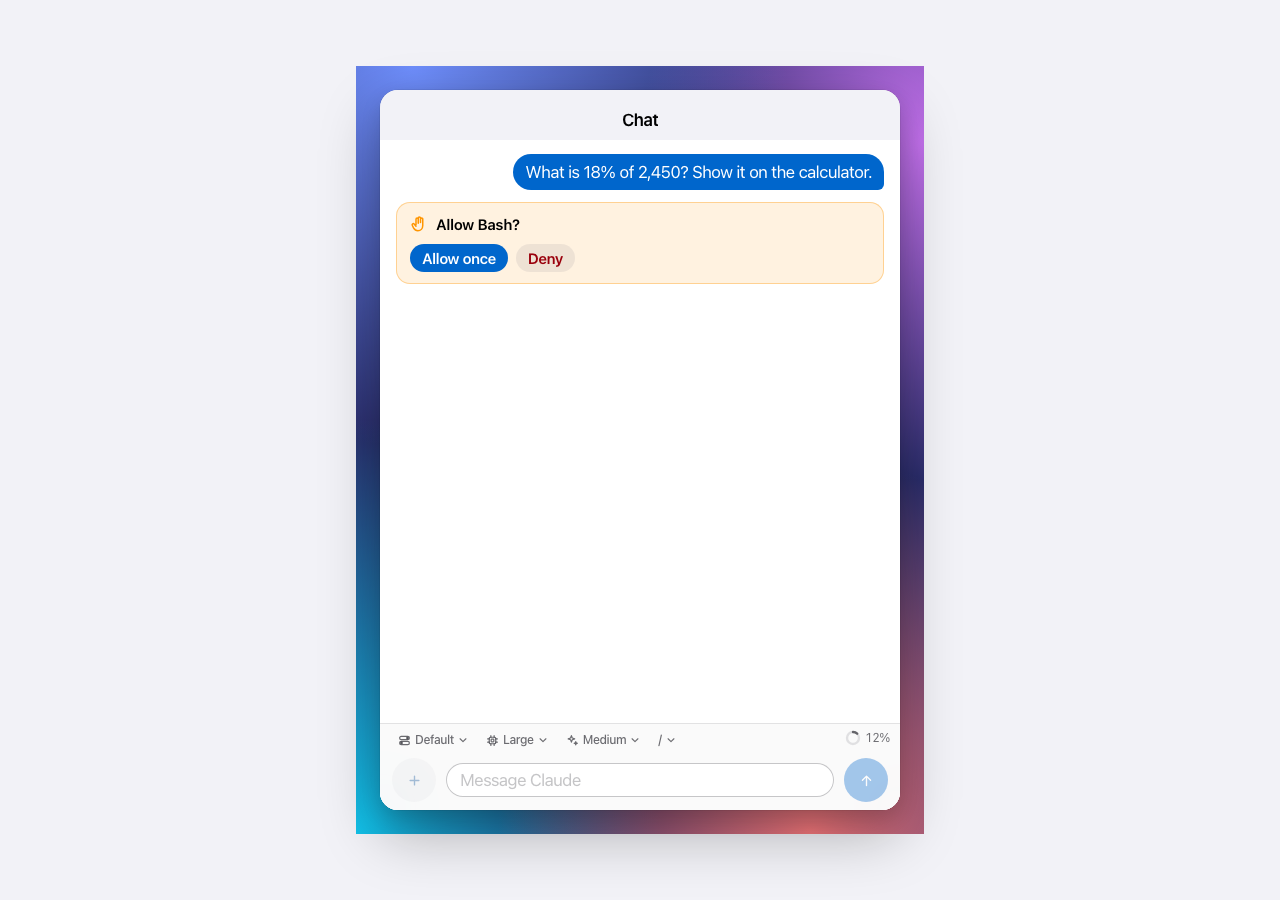 Chat
What is 18% of 2,450? Show it on the calculator.
Allow Bash?
Allow once Deny
Default Large Medium / 12%
Message Claude